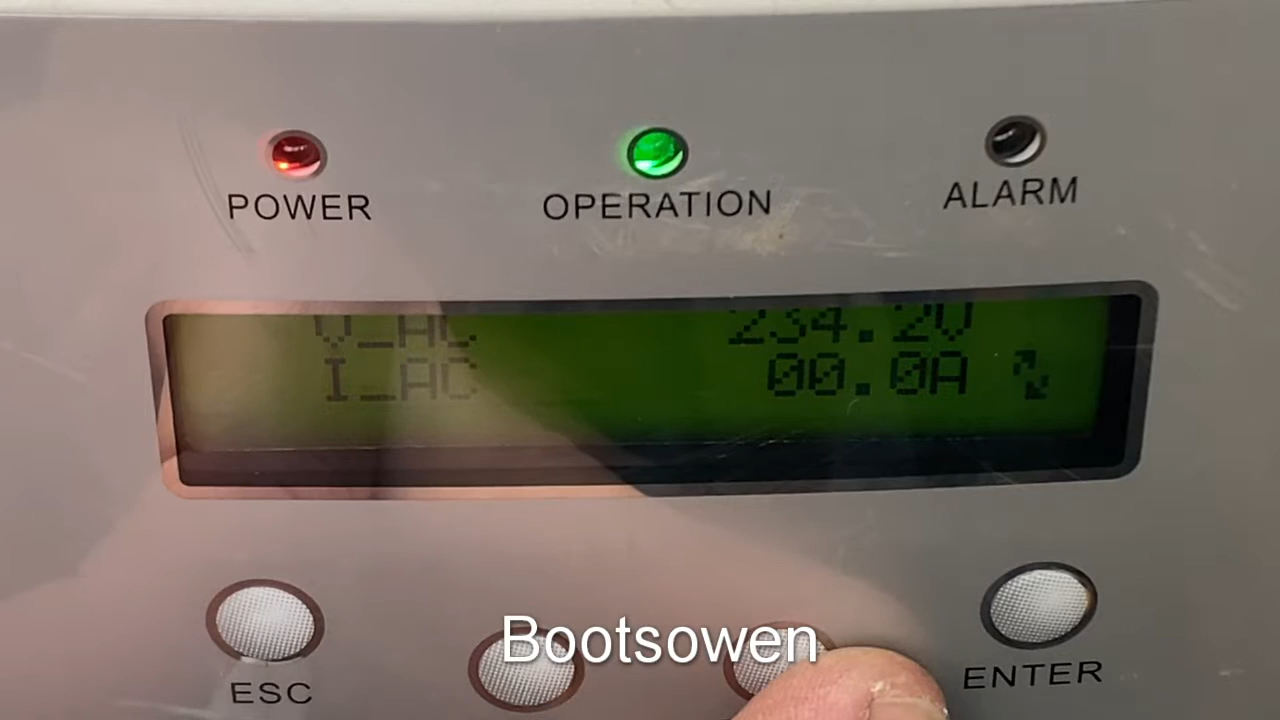 POWER
OPERATION
ALARM
V_AC 234.2V
I_AC 00.0A
Bootsowen
ESC
ENTER